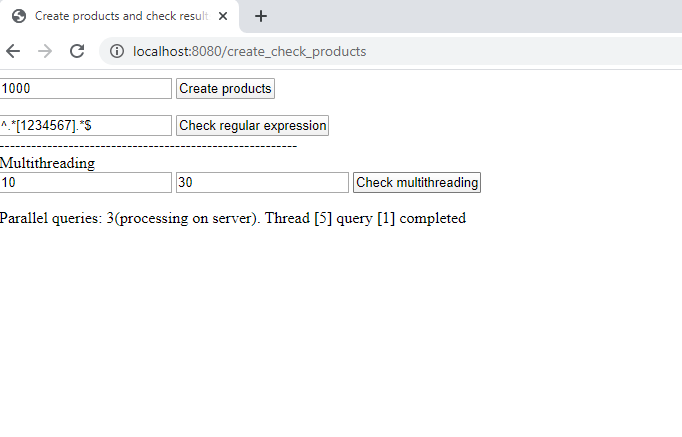 Create products and check result
localhost:8080/create_check_products
1000 Create products
^.*[1234567].*$ Check regular expression
------------------------------------------------------
Multithreading
10 30 Check multithreading
Parallel queries: 3(processing on server). Thread [5] query [1] completed